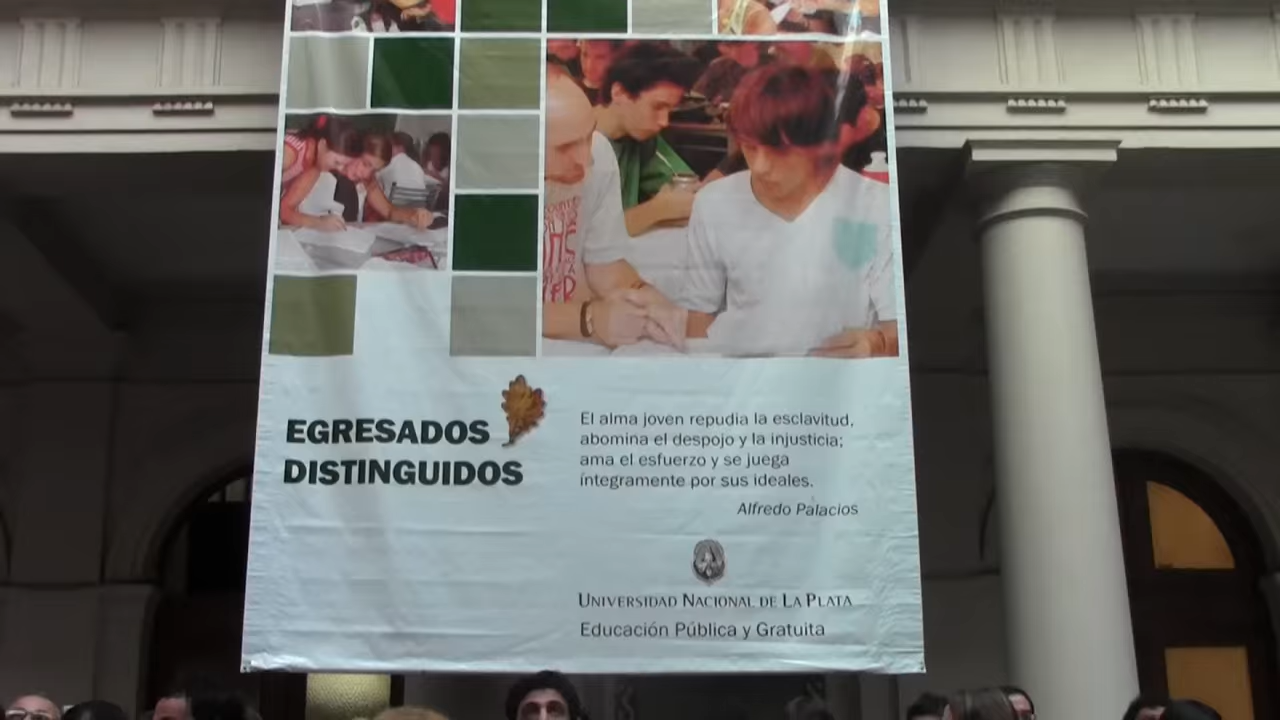 EGRESADOS
DISTINGUIDOS
El alma joven repudia la esclavitud,
abomina el despojo y la injusticia;
ama el esfuerzo y se juega
íntegramente por sus ideales.
Alfredo Palacios
UNIVERSIDAD NACIONAL DE LA PLATA
Educación Pública y Gratuita